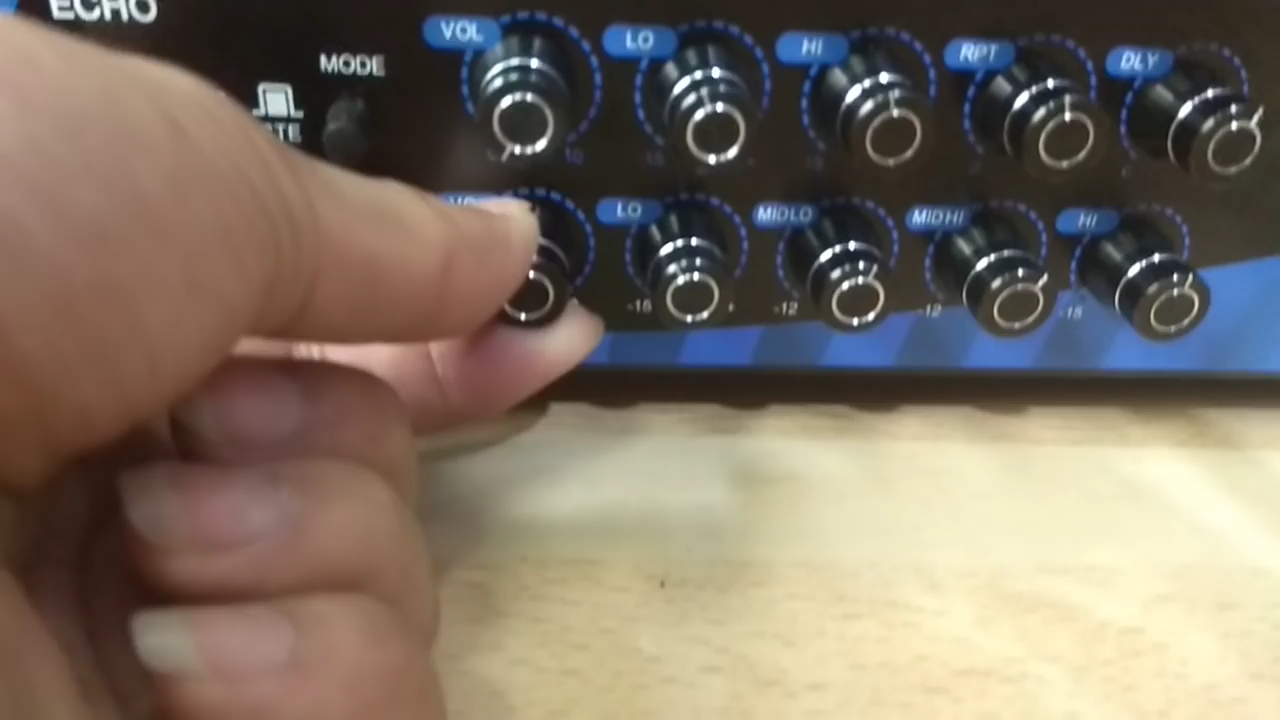 ECHO
MODE
VOL LO HI RPT DLY
10
LO MIDLO MIDHI HI
-15 + -12 -12 -15